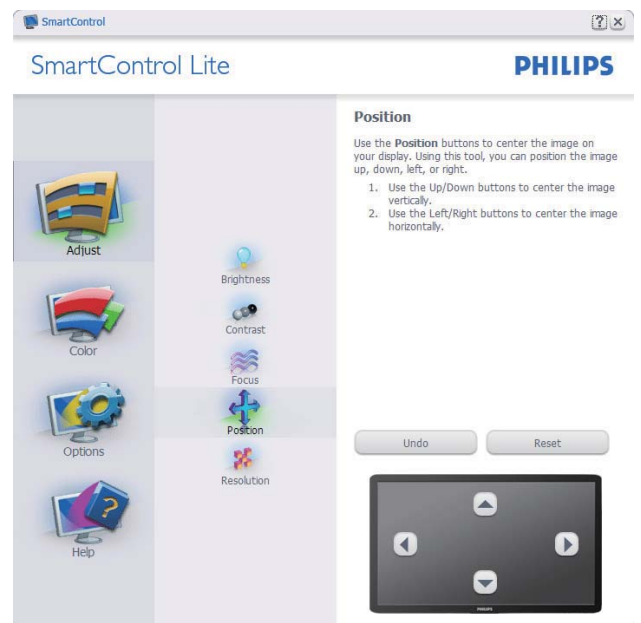 SmartControl
SmartControl Lite
PHILIPS
Adjust
Color
Options
Help
Brightness
Contrast
Focus
Position
Resolution
Position
Use the Position buttons to center the image on
your display. Using this tool, you can position the image
up, down, left, or right.
1. Use the Up/Down buttons to center the image
vertically.
2. Use the Left/Right buttons to center the image
horizontally.
Undo
Reset
PHILIPS